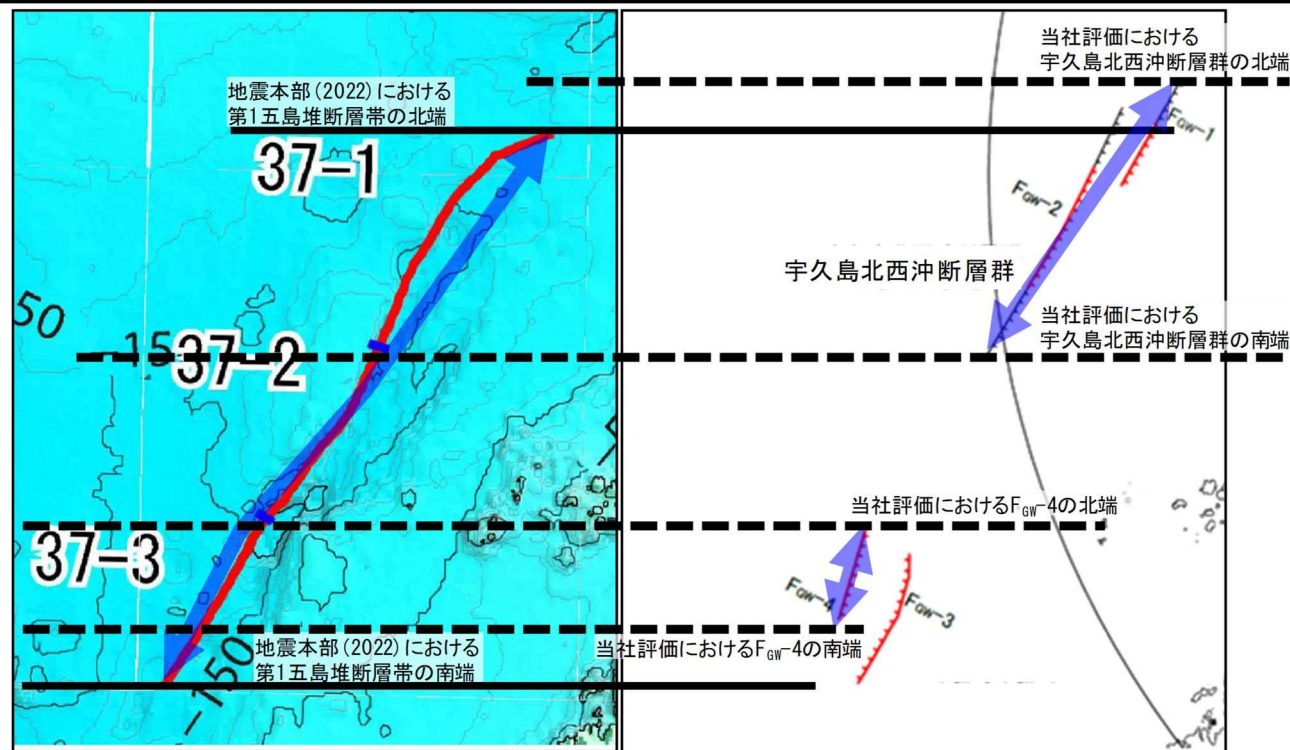 当社評価における
宇久島北西沖断層群の北端
地震本部(2022)における
第1五島堆断層帯の北端
37-1
F_GW-1
F_GW-2
宇久島北西沖断層群
50
-15
37-2
当社評価における
宇久島北西沖断層群の南端
当社評価におけるF_GW-4の北端
37-3
F_GW-4
F_GW-3
地震本部(2022)における
第1五島堆断層帯の南端
当社評価におけるF_GW-4の南端
-150